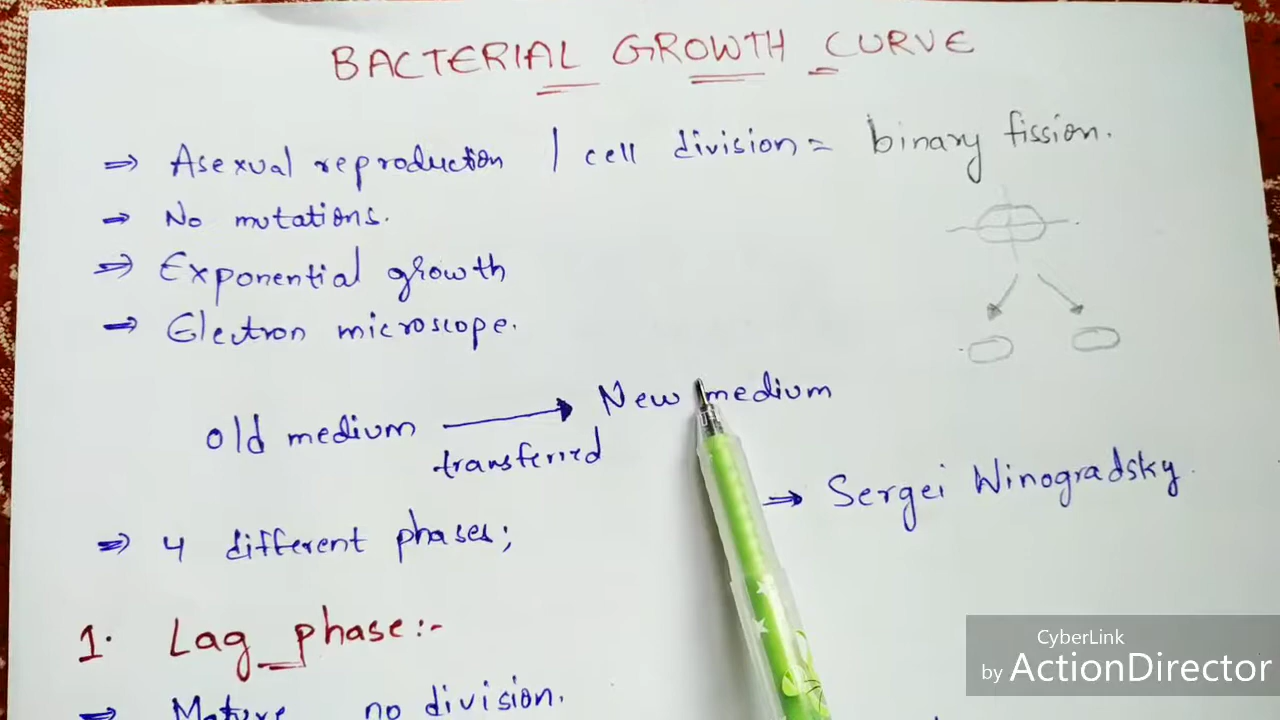 BACTERIAL GROWTH CURVE
⇒ Asexual reproduction / cell division = binary fission.
→ No mutations.
⇒ Exponential growth
→ Electron microscope.
old medium → New medium
transferred
→ Sergei Winogradsky.
⇒ 4 different phases;
1. Lag phase:-
⇒ Mature no division.
CyberLink
by ActionDirector